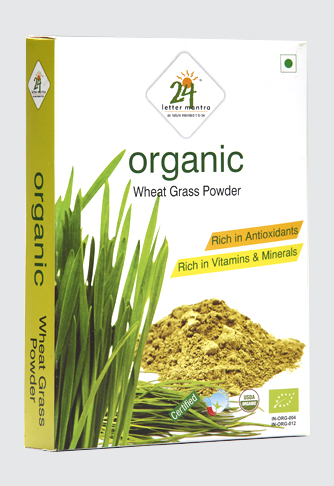 24
letter mantra
organic
Wheat Grass Powder
Rich in Antioxidants
Rich in Vitamins & Minerals
Certified
USDA
ORGANIC
IN-ORG-004
IN-ORG-012
organic
Wheat Grass
Powder